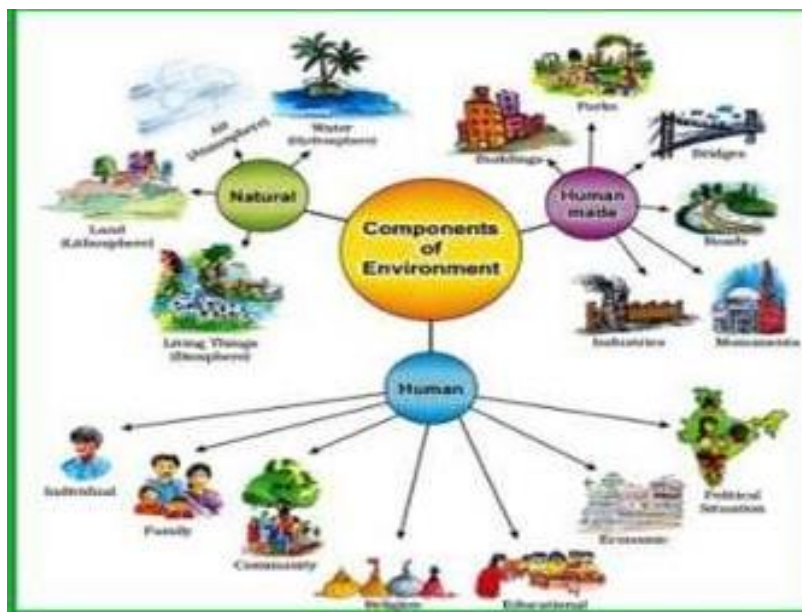 Components
of
Environment
Natural
Air
(Atmosphere)
Water
(Hydrosphere)
Land
(Lithosphere)
Living Things
(Biosphere)
Human
made
Buildings
Parks
Bridges
Roads
Industries
Monuments
Human
Individual
Family
Community
Religion
Educational
Economic
Political
Situation